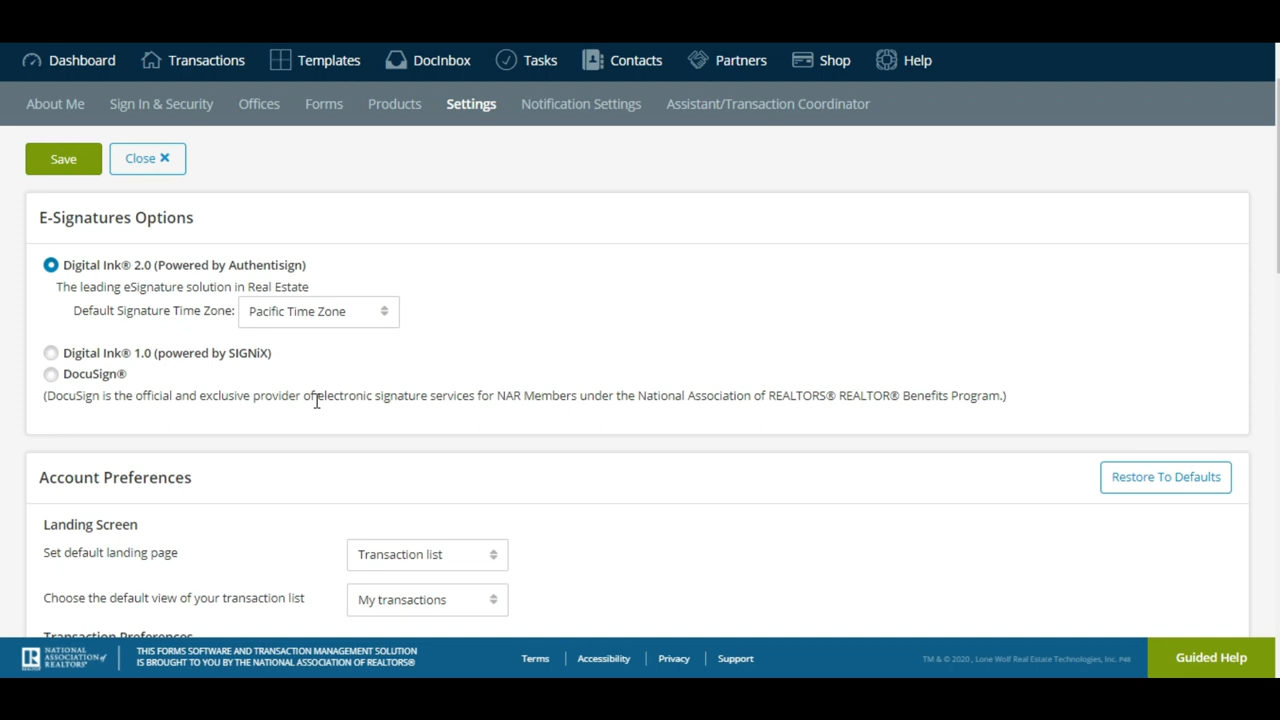 Dashboard Transactions Templates DocInbox Tasks Contacts Partners Shop Help
About Me Sign In & Security Offices Forms Products Settings Notification Settings Assistant/Transaction Coordinator
Save Close ×
E-Signatures Options
Digital Ink® 2.0 (Powered by Authentisign)
The leading eSignature solution in Real Estate
Default Signature Time Zone: Pacific Time Zone
Digital Ink® 1.0 (powered by SIGNiX)
DocuSign®
(DocuSign is the official and exclusive provider of electronic signature services for NAR Members under the National Association of REALTORS® REALTOR® Benefits Program.)
Account Preferences Restore To Defaults
Landing Screen
Set default landing page Transaction list
Choose the default view of your transaction list My transactions
Transaction Preferences
NATIONAL ASSOCIATION of REALTORS®
THIS FORMS SOFTWARE AND TRANSACTION MANAGEMENT SOLUTION
IS BROUGHT TO YOU BY THE NATIONAL ASSOCIATION OF REALTORS®
Terms Accessibility Privacy Support TM & © 2020, Lone Wolf Real Estate Technologies, Inc. P48 Guided Help